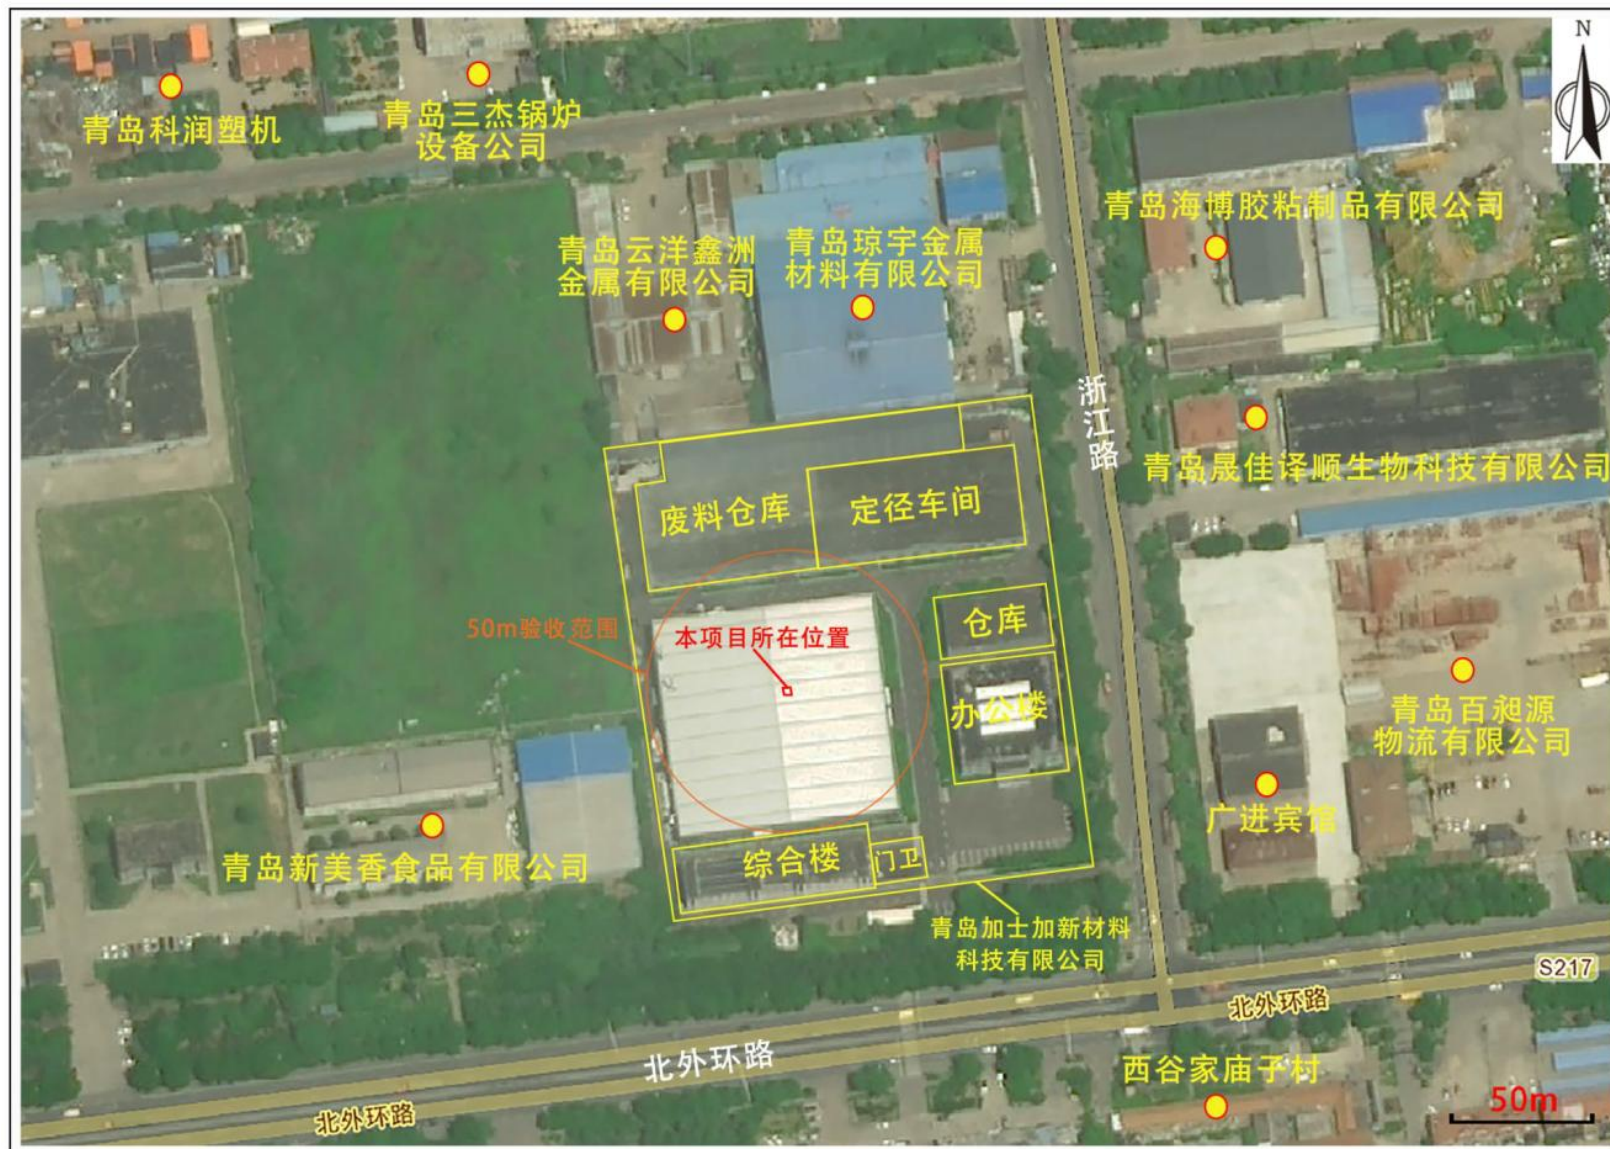 N
青岛科润塑机
青岛三杰锅炉
设备公司
青岛海博胶粘制品有限公司
青岛云洋鑫洲
金属有限公司
青岛琼宇金属
材料有限公司
浙江路
青岛晟佳译顺生物科技有限公司
废料仓库
定径车间
仓库
50m验收范围
本项目所在位置
办公楼
青岛百昶源
物流有限公司
广进宾馆
综合楼
门卫
青岛新美香食品有限公司
青岛加士加新材料
科技有限公司
S217
北外环路
北外环路
西谷家庙子村
50m
北外环路